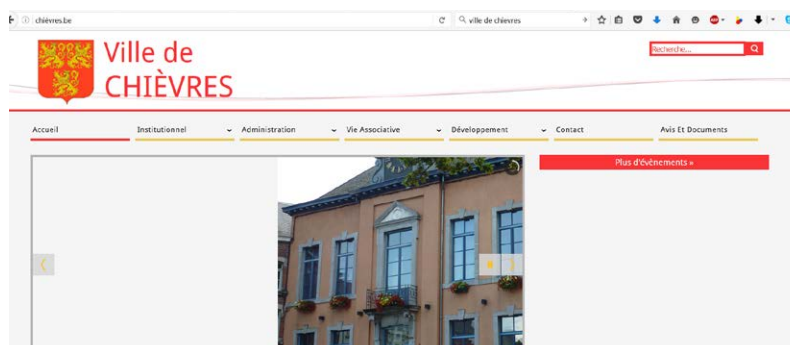 chièvres.be
ville de chievres
Ville de
CHIÈVRES
Recherche...
Accueil
Institutionnel
Administration
Vie Associative
Développement
Contact
Avis Et Documents
Plus d'évènements »